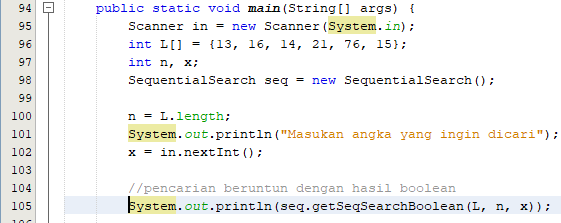 94 public static void main(String[] args) {
95 Scanner in = new Scanner(System.in);
96 int L[] = {13, 16, 14, 21, 76, 15};
97 int n, x;
98 SequentialSearch seq = new SequentialSearch();
99
100 n = L.length;
101 System.out.println("Masukan angka yang ingin dicari");
102 x = in.nextInt();
103
104 //pencarian beruntun dengan hasil boolean
105 System.out.println(seq.getSeqSearchBoolean(L, n, x));